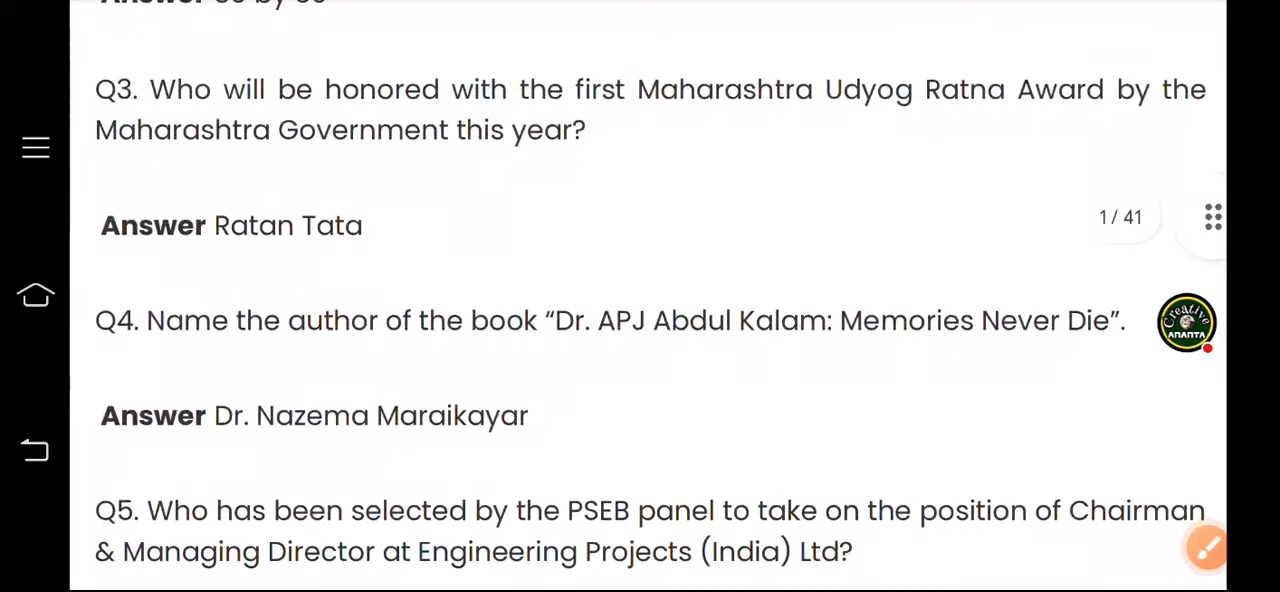 Q3. Who will be honored with the first Maharashtra Udyog Ratna Award by the
Maharashtra Government this year?
Answer Ratan Tata
1 / 41
Q4. Name the author of the book “Dr. APJ Abdul Kalam: Memories Never Die”.
Creative
ANANTA
Answer Dr. Nazema Maraikayar
Q5. Who has been selected by the PSEB panel to take on the position of Chairman
& Managing Director at Engineering Projects (India) Ltd?